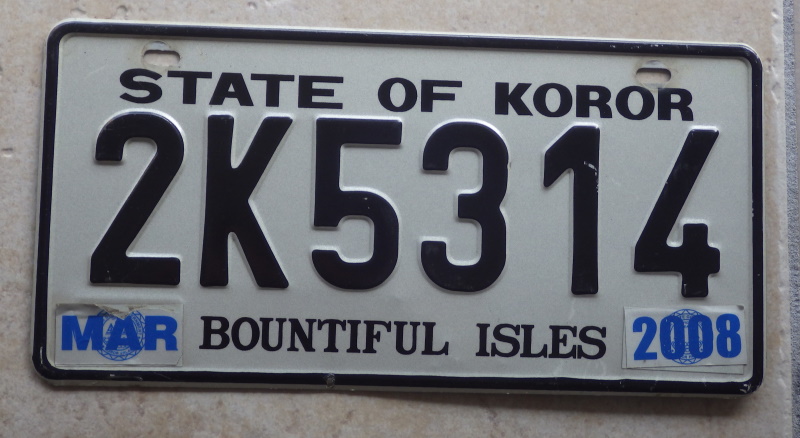 STATE OF KOROR
2K5314
MAR BOUNTIFUL ISLES 2008